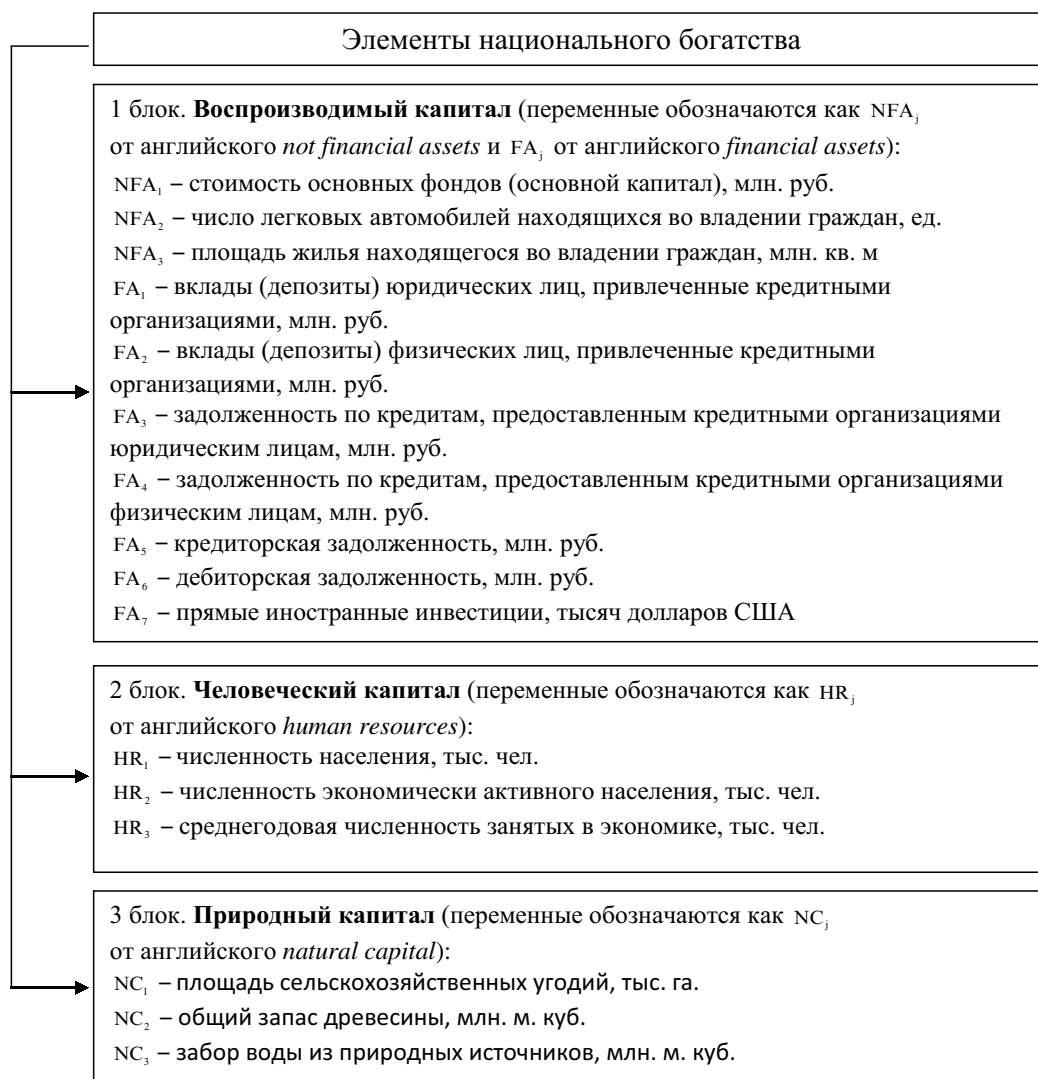 Элементы национального богатства
1 блок. Воспроизводимый капитал (переменные обозначаются как NFAⱼ
от английского not financial assets и FAⱼ от английского financial assets):
NFA₁ – стоимость основных фондов (основной капитал), млн. руб.
NFA₂ – число легковых автомобилей находящихся во владении граждан, ед.
NFA₃ – площадь жилья находящегося во владении граждан, млн. кв. м
FA₁ – вклады (депозиты) юридических лиц, привлеченные кредитными
организациями, млн. руб.
FA₂ – вклады (депозиты) физических лиц, привлеченные кредитными
организациями, млн. руб.
FA₃ – задолженность по кредитам, предоставленным кредитными организациями
юридическим лицам, млн. руб.
FA₄ – задолженность по кредитам, предоставленным кредитными организациями
физическим лицам, млн. руб.
FA₅ – кредиторская задолженность, млн. руб.
FA₆ – дебиторская задолженность, млн. руб.
FA₇ – прямые иностранные инвестиции, тысяч долларов США
2 блок. Человеческий капитал (переменные обозначаются как HRⱼ
от английского human resources):
HR₁ – численность населения, тыс. чел.
HR₂ – численность экономически активного населения, тыс. чел.
HR₃ – среднегодовая численность занятых в экономике, тыс. чел.
3 блок. Природный капитал (переменные обозначаются как NCⱼ
от английского natural capital):
NC₁ – площадь сельскохозяйственных угодий, тыс. га.
NC₂ – общий запас древесины, млн. м. куб.
NC₃ – забор воды из природных источников, млн. м. куб.